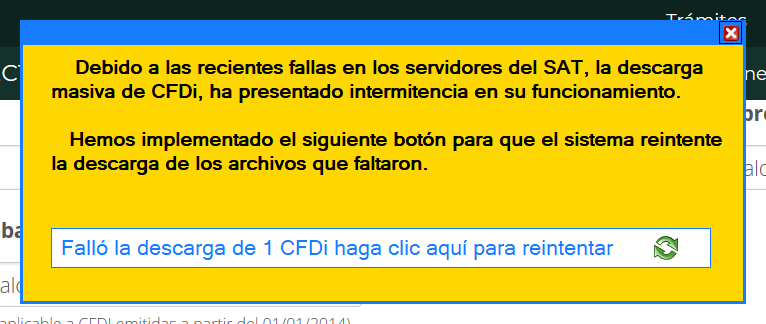 Trámites
Debido a las recientes fallas en los servidores del SAT, la descarga
masiva de CFDi, ha presentado intermitencia en su funcionamiento.
Hemos implementado el siguiente botón para que el sistema reintente
la descarga de los archivos que faltaron.
Falló la descarga de 1 CFDi haga clic aquí para reintentar
aplicable a CFDI emitidas a partir del 01/01/2014)